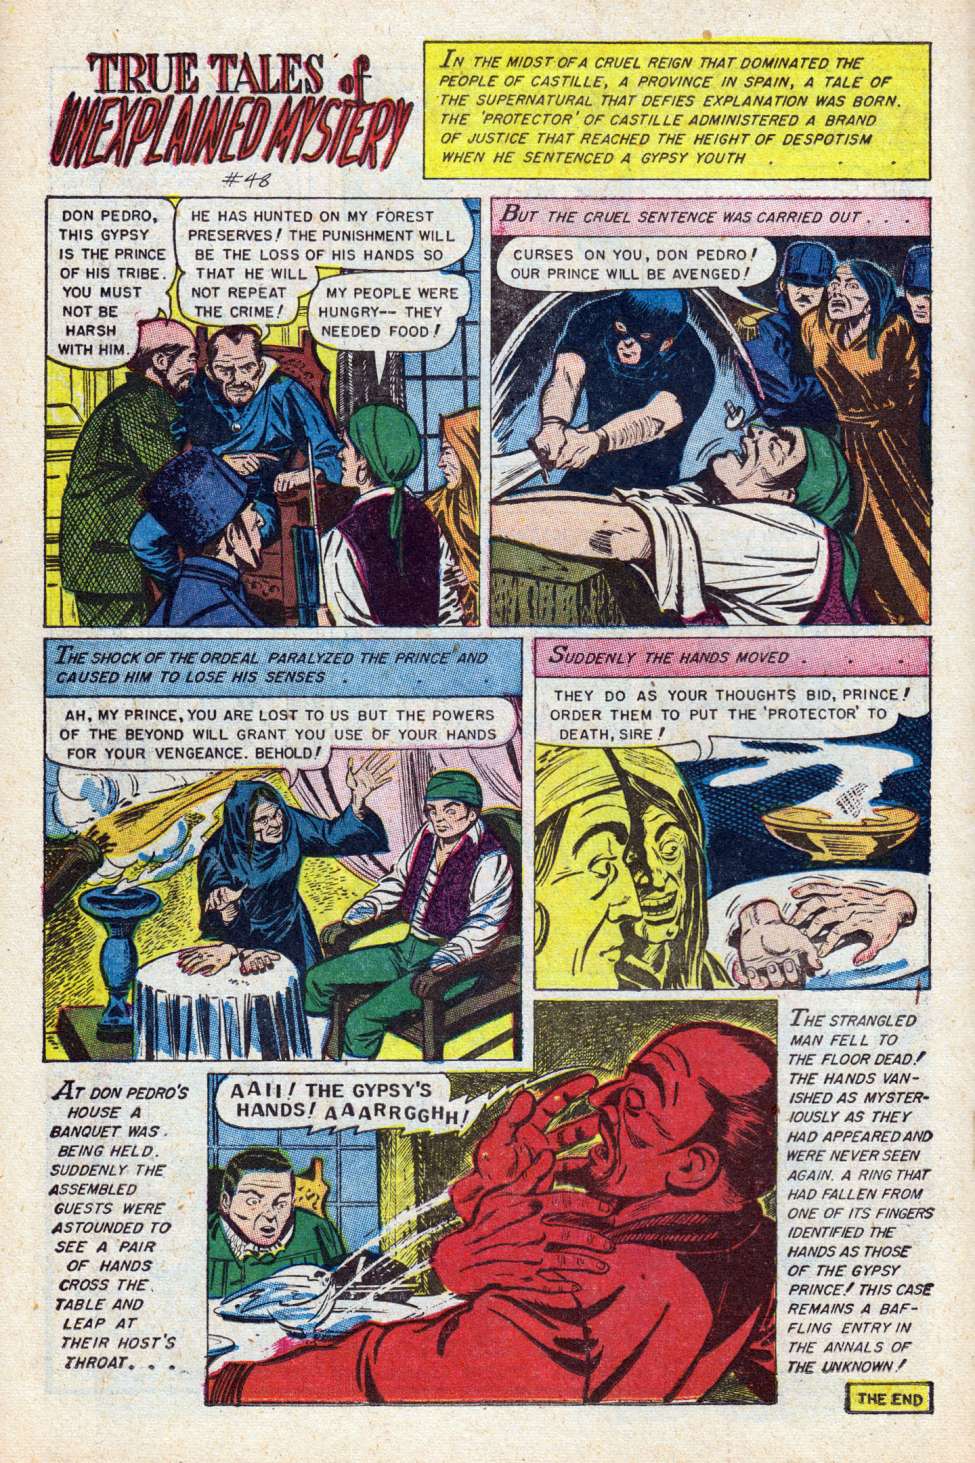 TRUE TALES of
UNEXPLAINED MYSTERY
#48
IN THE MIDST OF A CRUEL REIGN THAT DOMINATED THE
PEOPLE OF CASTILLE, A PROVINCE IN SPAIN, A TALE OF
THE SUPERNATURAL THAT DEFIES EXPLANATION WAS BORN.
THE 'PROTECTOR' OF CASTILLE ADMINISTERED A BRAND
OF JUSTICE THAT REACHED THE HEIGHT OF DESPOTISM
WHEN HE SENTENCED A GYPSY YOUTH . . .
DON PEDRO,
THIS GYPSY
IS THE PRINCE
OF HIS TRIBE.
YOU MUST
NOT BE
HARSH
WITH HIM.
HE HAS HUNTED ON MY FOREST
PRESERVES! THE PUNISHMENT WILL
BE THE LOSS OF HIS HANDS SO
THAT HE WILL
NOT REPEAT
THE CRIME!
MY PEOPLE WERE
HUNGRY-- THEY
NEEDED FOOD!
BUT THE CRUEL SENTENCE WAS CARRIED OUT . . .
CURSES ON YOU, DON PEDRO!
OUR PRINCE WILL BE AVENGED!
THE SHOCK OF THE ORDEAL PARALYZED THE PRINCE AND
CAUSED HIM TO LOSE HIS SENSES . . .
AH, MY PRINCE, YOU ARE LOST TO US BUT THE POWERS
OF THE BEYOND WILL GRANT YOU USE OF YOUR HANDS
FOR YOUR VENGEANCE. BEHOLD!
SUDDENLY THE HANDS MOVED . . .
THEY DO AS YOUR THOUGHTS BID, PRINCE!
ORDER THEM TO PUT THE 'PROTECTOR' TO
DEATH, SIRE!
AT DON PEDRO'S
HOUSE A
BANQUET WAS
BEING HELD.
SUDDENLY THE
ASSEMBLED
GUESTS WERE
ASTOUNDED TO
SEE A PAIR
OF HANDS
CROSS THE
TABLE AND
LEAP AT
THEIR HOST'S
THROAT. . . .
AAII! THE GYPSY'S
HANDS! AAARRGGHH!
THE STRANGLED
MAN FELL TO
THE FLOOR DEAD!
THE HANDS VAN-
ISHED AS MYSTER-
IOUSLY AS THEY
HAD APPEARED AND
WERE NEVER SEEN
AGAIN. A RING THAT
HAD FALLEN FROM
ONE OF ITS FINGERS
IDENTIFIED THE
HANDS AS THOSE
OF THE GYPSY
PRINCE! THIS CASE
REMAINS A BAF-
FLING ENTRY IN
THE ANNALS OF
THE UNKNOWN!
THE END